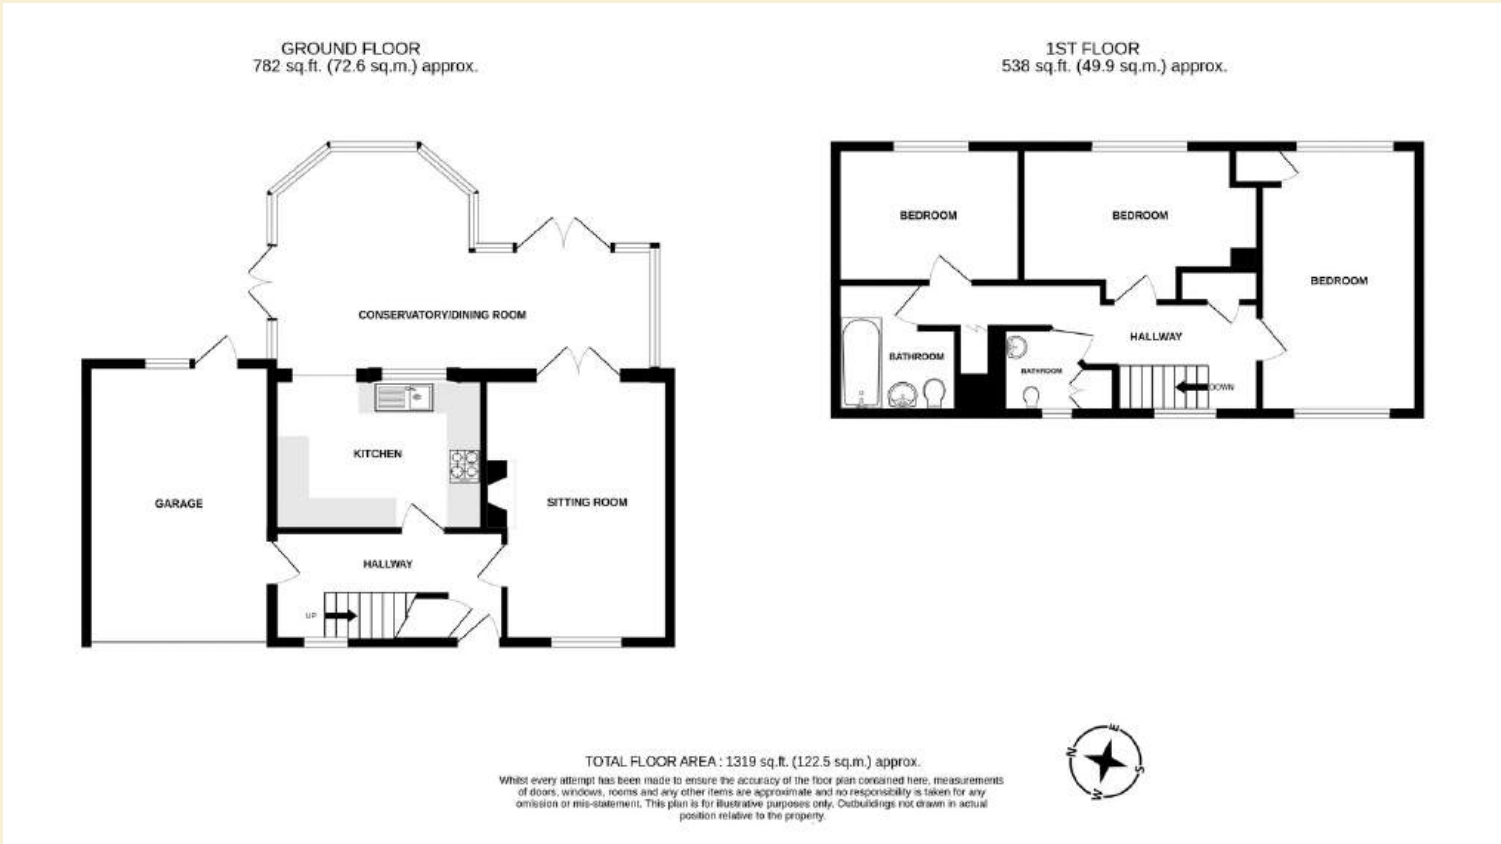 GROUND FLOOR
782 sq.ft. (72.6 sq.m.) approx.
1ST FLOOR
538 sq.ft. (49.9 sq.m.) approx.
CONSERVATORY/DINING ROOM
KITCHEN
GARAGE
SITTING ROOM
HALLWAY
UP
BEDROOM
BEDROOM
BEDROOM
HALLWAY
BATHROOM
BATHROOM
DOWN
TOTAL FLOOR AREA : 1319 sq.ft. (122.5 sq.m.) approx.
Whilst every attempt has been made to ensure the accuracy of the floor plan contained here, measurements
of doors, windows, rooms and any other items are approximate and no responsibility is taken for any
omission or mis-statement. This plan is for illustrative purposes only. Outbuildings not drawn in actual
position relative to the property.
E
N
S
W